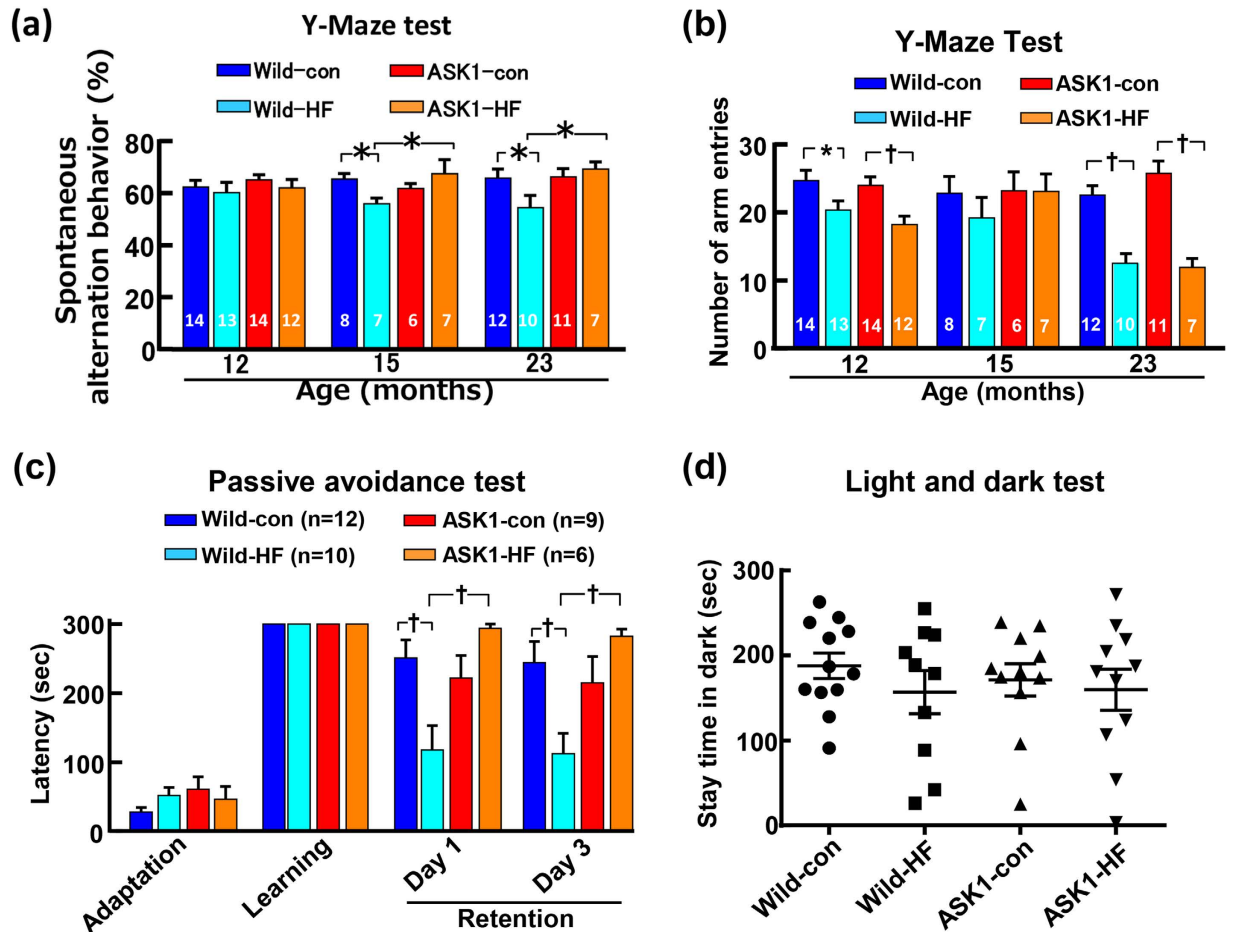 (a)
Y-Maze test
Wild-con ASK1-con
Wild-HF ASK1-HF
Spontaneous
alternation behavior (%)
80
60
40
20
0
* * * *
14 13 14 12 8 7 6 7 12 10 11 7
12 15 23
Age (months)
(b)
Y-Maze Test
Wild-con ASK1-con
Wild-HF ASK1-HF
Number of arm entries
30
20
10
0
* † † †
14 13 14 12 8 7 6 7 12 10 11 7
12 15 23
Age (months)
(c)
Passive avoidance test
Wild-con (n=12) ASK1-con (n=9)
Wild-HF (n=10) ASK1-HF (n=6)
Latency (sec)
300
200
100
0
† † † †
Adaptation Learning Day 1 Day 3
Retention
(d)
Light and dark test
Stay time in dark (sec)
300
200
100
0
Wild-con Wild-HF ASK1-con ASK1-HF